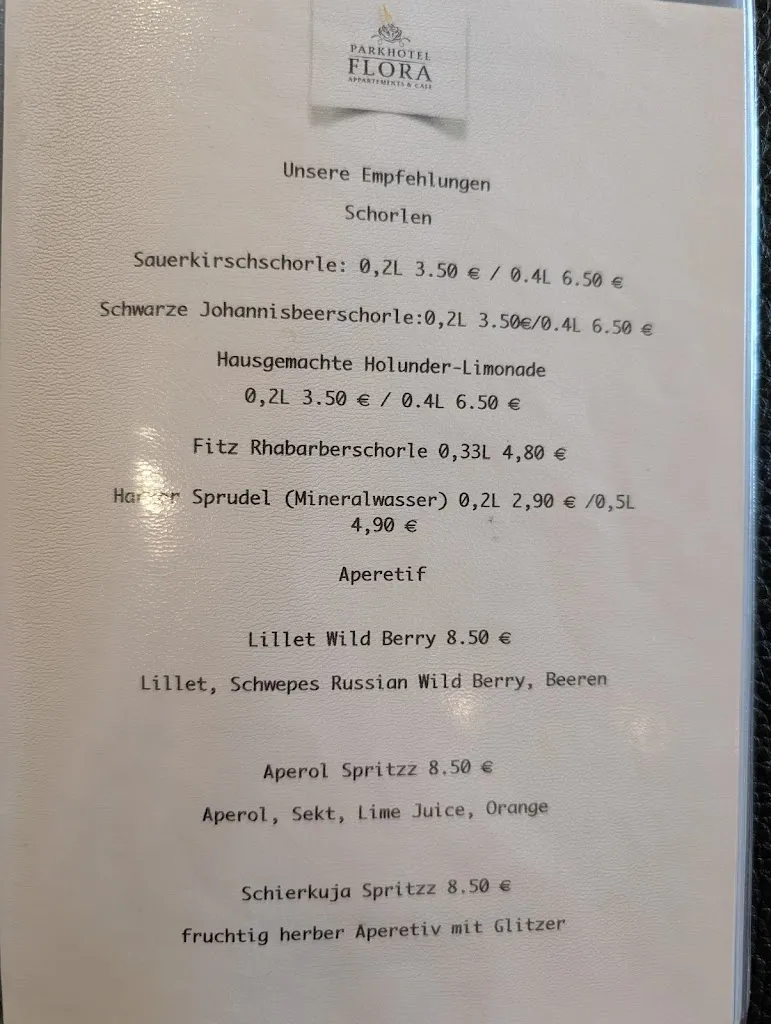 PARKHOTEL
FLORA
APPARTEMENTS & CAFE
Unsere Empfehlungen
Schorlen
Sauerkirschschorle: 0,2L 3.50 € / 0.4L 6.50 €
Schwarze Johannisbeerschorle:0,2L 3.50€/0.4L 6.50 €
Hausgemachte Holunder-Limonade
0,2L 3.50 € / 0.4L 6.50 €
Fitz Rhabarberschorle 0,33L 4,80 €
Sprudel (Mineralwasser) 0,2L 2,90 € /0,5L
4,90 €
Aperetif
Lillet Wild Berry 8.50 €
Lillet, Schwepes Russian Wild Berry, Beeren
Aperol Spritzz 8.50 €
Aperol, Sekt, Lime Juice, Orange
Schierkuja Spritzz 8.50 €
fruchtig herber Aperetiv mit Glitzer